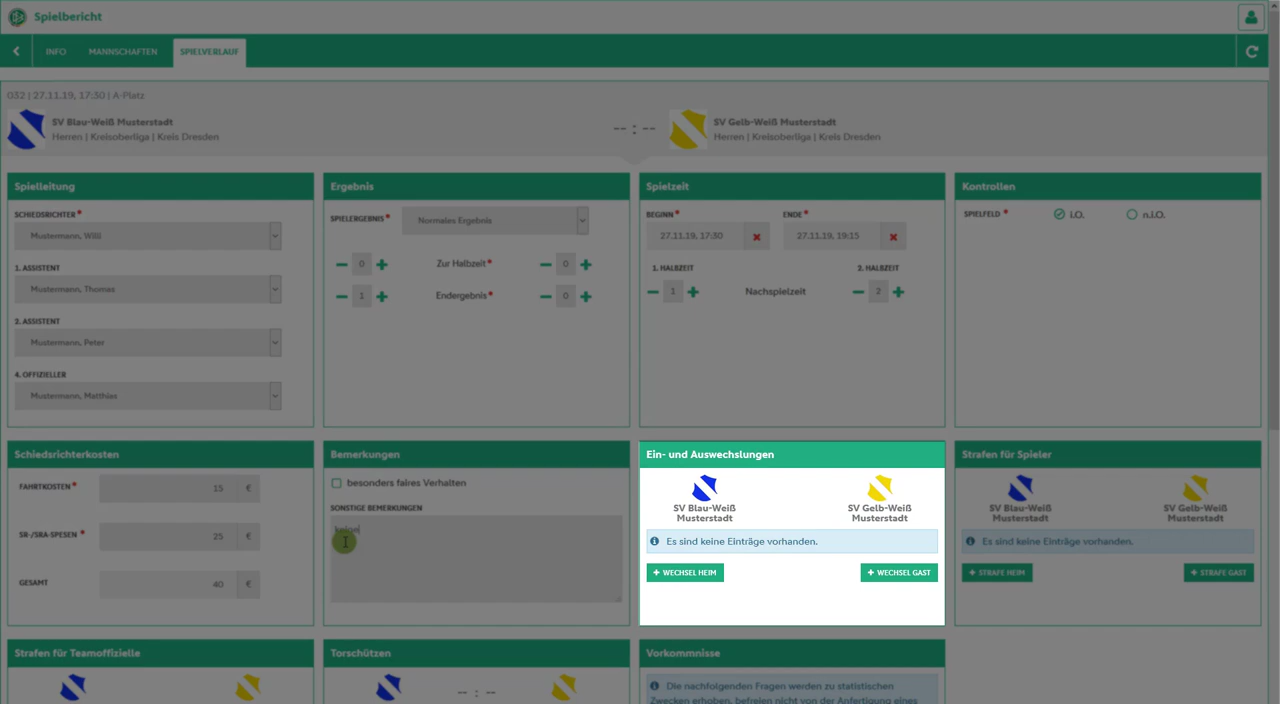 Spielbericht
INFO MANNSCHAFTEN SPIELVERLAUF
032 | 27.11.19, 17:30 | A-Platz
SV Blau-Weiß Musterstadt
Herren | Kreisoberliga | Kreis Dresden
-- : --
SV Gelb-Weiß Musterstadt
Herren | Kreisoberliga | Kreis Dresden
Spielleitung
SCHIEDSRICHTER *
Mustermann, Willi
1. ASSISTENT
Mustermann, Thomas
2. ASSISTENT
Mustermann, Peter
4. OFFIZIELLER
Mustermann, Matthias
Ergebnis
SPIELERGEBNIS * Normales Ergebnis
0 Zur Halbzeit * 0
1 Endergebnis * 0
Spielzeit
BEGINN * ENDE *
27.11.19, 17:30 27.11.19, 19:15
1. HALBZEIT 2. HALBZEIT
1 Nachspielzeit 2
Kontrollen
SPIELFELD * i.O. n.i.O.
Schiedsrichterkosten
FAHRTKOSTEN * 15 €
SR-/SRA-SPESEN * 25 €
GESAMT 40 €
Bemerkungen
besonders faires Verhalten
SONSTIGE BEMERKUNGEN
keine
Ein- und Auswechslungen
SV Blau-Weiß
Musterstadt
SV Gelb-Weiß
Musterstadt
Es sind keine Einträge vorhanden.
+ WECHSEL HEIM + WECHSEL GAST
Strafen für Spieler
SV Blau-Weiß
Musterstadt
SV Gelb-Weiß
Musterstadt
Es sind keine Einträge vorhanden.
+ STRAFE HEIM + STRAFE GAST
Strafen für Teamoffizielle
Torschützen
-- : --
Vorkommnisse
Die nachfolgenden Fragen werden zu statistischen
Zwecken erhoben, befreien nicht von der Anfertigung eines